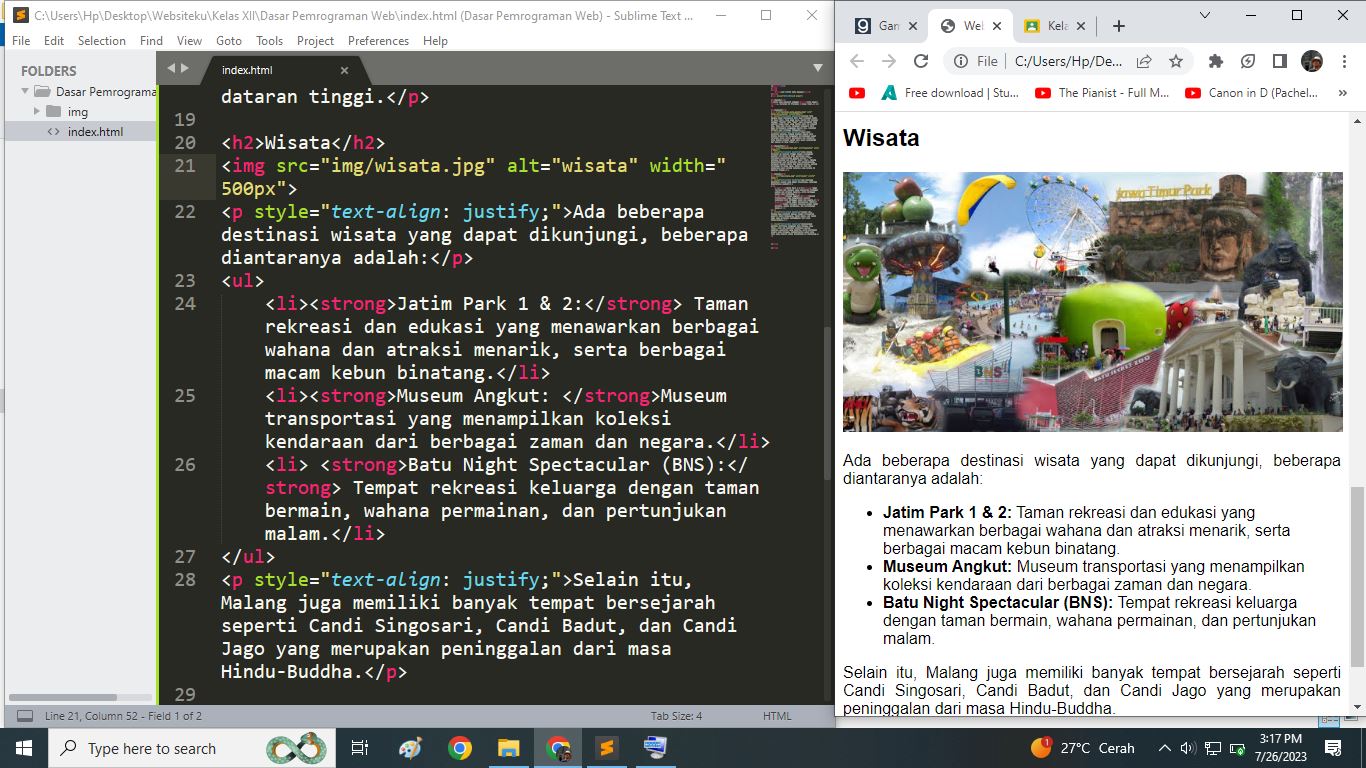 C:\Users\Hp\Desktop\Websiteku\Kelas XII\Dasar Pemrograman Web\index.html (Dasar Pemrograman Web) - Sublime Text ...
File Edit Selection Find View Goto Tools Project Preferences Help
FOLDERS
Dasar Pemrograma
img
index.html
index.html
dataran tinggi.</p>
19
20 <h2>Wisata</h2>
21 <img src="img/wisata.jpg" alt="wisata" width="
500px">
22 <p style="text-align: justify;">Ada beberapa
destinasi wisata yang dapat dikunjungi, beberapa
diantaranya adalah:</p>
23 <ul>
24 <li><strong>Jatim Park 1 & 2:</strong> Taman
rekreasi dan edukasi yang menawarkan berbagai
wahana dan atraksi menarik, serta berbagai
macam kebun binatang.</li>
25 <li><strong>Museum Angkut: </strong>Museum
transportasi yang menampilkan koleksi
kendaraan dari berbagai zaman dan negara.</li>
26 <li> <strong>Batu Night Spectacular (BNS):</
strong> Tempat rekreasi keluarga dengan taman
bermain, wahana permainan, dan pertunjukan
malam.</li>
27 </ul>
28 <p style="text-align: justify;">Selain itu,
Malang juga memiliki banyak tempat bersejarah
seperti Candi Singosari, Candi Badut, dan Candi
Jago yang merupakan peninggalan dari masa
Hindu-Buddha.</p>
29
Line 21, Column 52 - Field 1 of 2
Tab Size: 4
HTML
Gam
Wel
Kela
File C:/Users/Hp/De...
Free download | Stu...
The Pianist - Full M...
Canon in D (Pachel...
»
Wisata
Jawa Timur Park
BNS
BATU SECRET ZOO
Ada beberapa destinasi wisata yang dapat dikunjungi, beberapa
diantaranya adalah:
• Jatim Park 1 & 2: Taman rekreasi dan edukasi yang
menawarkan berbagai wahana dan atraksi menarik, serta
berbagai macam kebun binatang.
• Museum Angkut: Museum transportasi yang menampilkan
koleksi kendaraan dari berbagai zaman dan negara.
• Batu Night Spectacular (BNS): Tempat rekreasi keluarga
dengan taman bermain, wahana permainan, dan pertunjukan
malam.
Selain itu, Malang juga memiliki banyak tempat bersejarah seperti
Candi Singosari, Candi Badut, dan Candi Jago yang merupakan
peninggalan dari masa Hindu-Buddha.
Type here to search
1
27°C Cerah
3:17 PM
7/26/2023